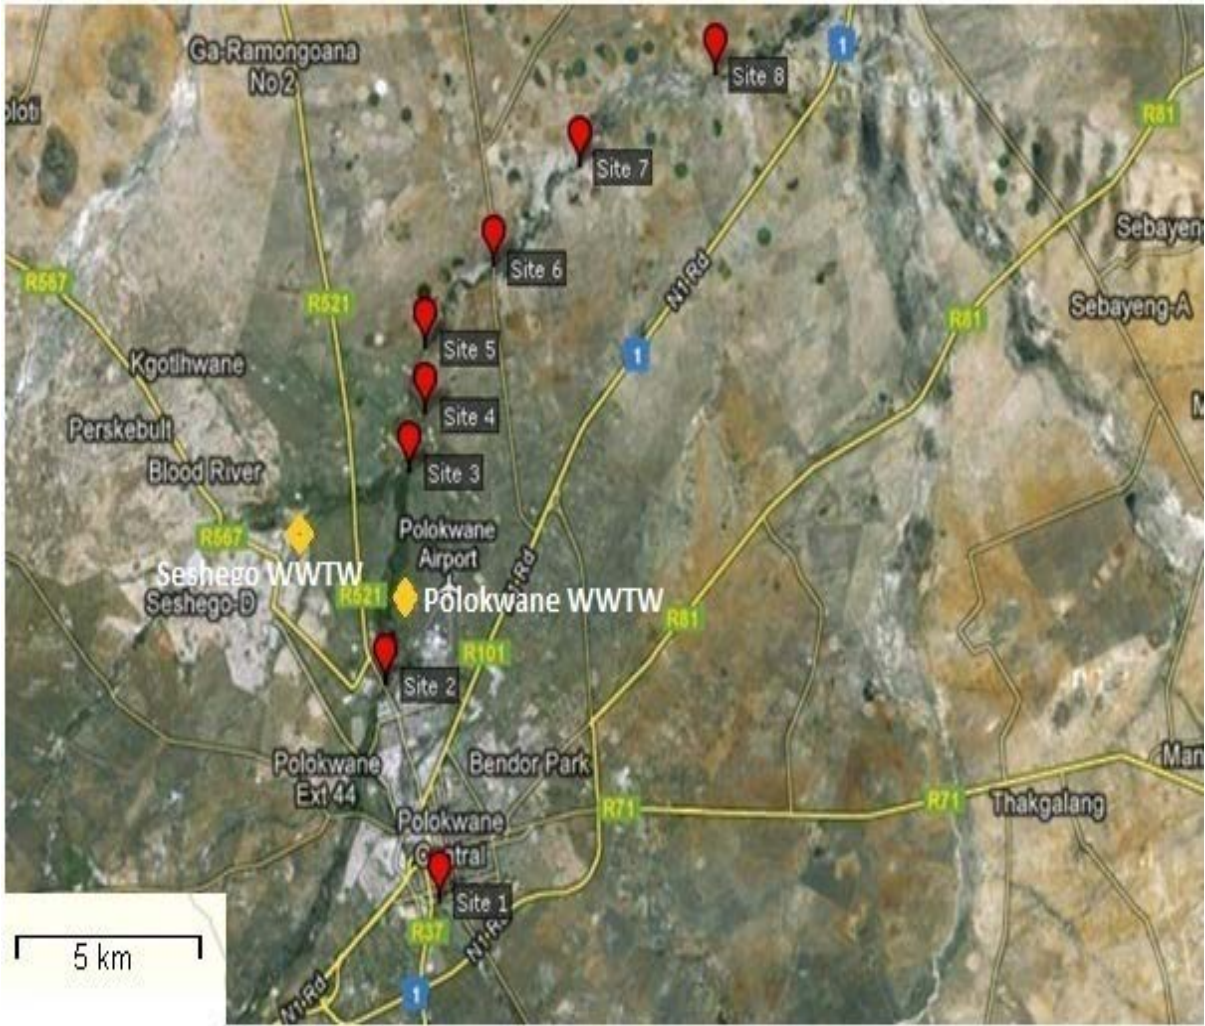 Ga-Ramongoana
No 2
1
Site 8
R81
oloti
Site 7
Sebayeng
Site 6
R567
R521
N1-Rd
Sebayeng-A
R81
Site 5
1
Kgotlhwane
M
Site 4
Perskebult
Site 3
Blood River
Polokwane
Airport
R567
Seshego WWTW
Seshego-D
R521
Polokwane WWTW
R81
R101
Site 2
Polokwane
Ext 44
Bendor Park
Man
R71
R71
Thakgalang
Polokwane
Central
Site 1
R37
5 km
N1-Rd
1